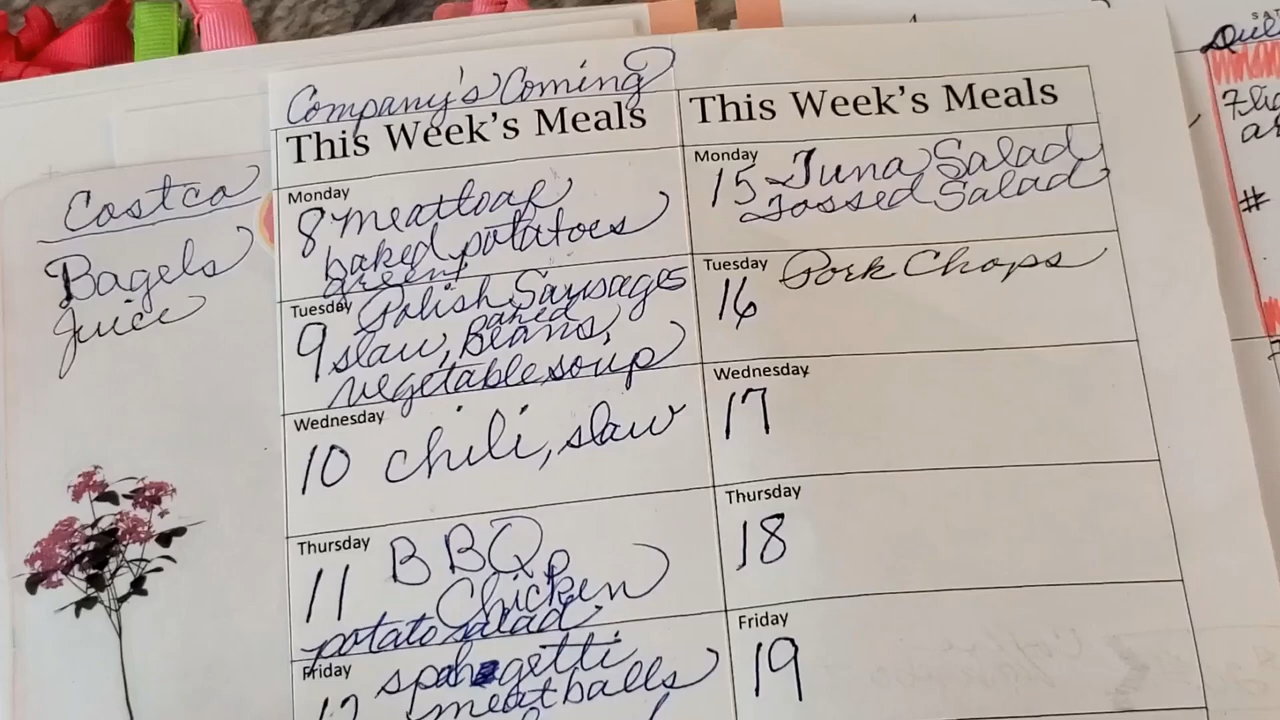 Costco
Bagels
Juice
Company's Coming
This Week's Meals
Monday
8 meatloaf
baked potatoes
green
Tuesday
9 Polish Sausages
slaw, Baked Beans,
vegetable soup
Wednesday
10 chili, slaw
Thursday
11 BBQ
Chicken
potato salad
Friday
12 spahgetti
meatballs
This Week's Meals
Monday
15 Tuna Salad
Tossed Salad
Tuesday
16 Pork Chops
Wednesday
17
Thursday
18
Friday
19
#